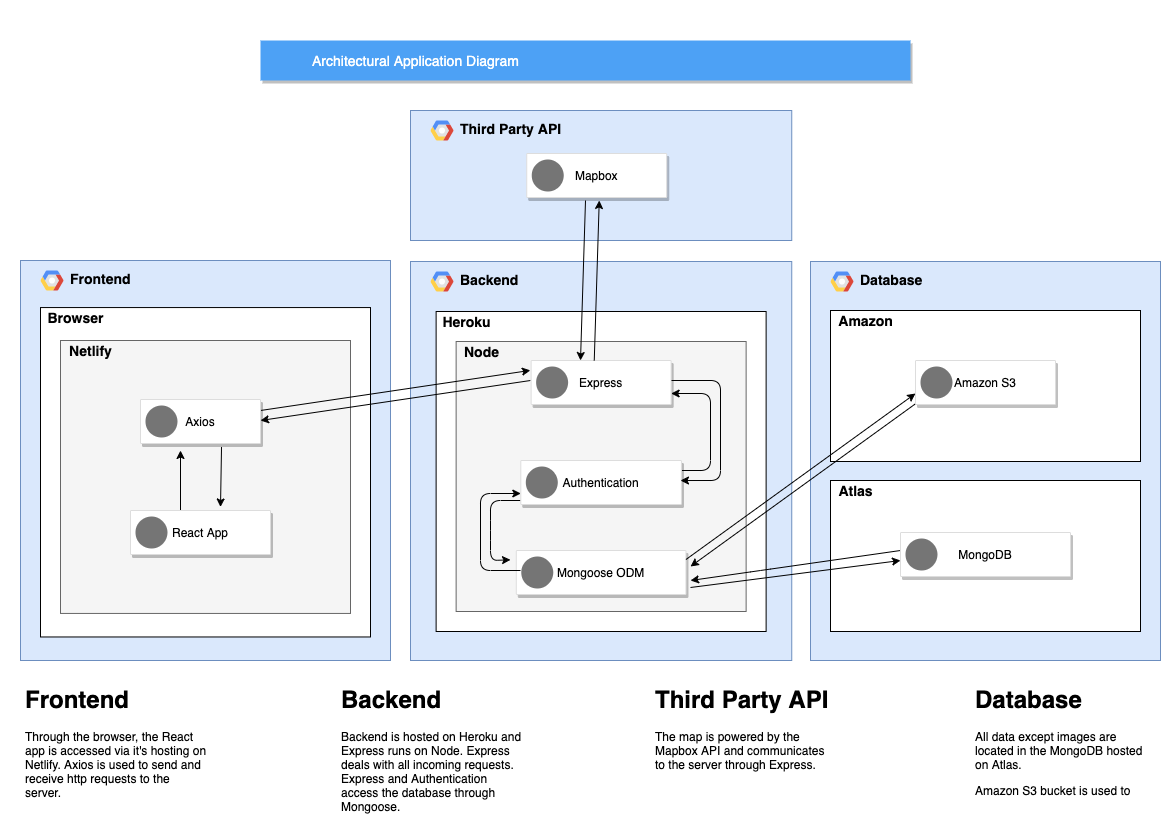 Architectural Application Diagram
Third Party API
Mapbox
Frontend
Browser
Netlify
Axios
React App
Backend
Heroku
Node
Express
Authentication
Mongoose ODM
Database
Amazon
Amazon S3
Atlas
MongoDB
Frontend
Through the browser, the React
app is accessed via it's hosting on
Netlify. Axios is used to send and
receive http requests to the
server.
Backend
Backend is hosted on Heroku and
Express runs on Node. Express
deals with all incoming requests.
Express and Authentication
access the database through
Mongoose.
Third Party API
The map is powered by the
Mapbox API and communicates
to the server through Express.
Database
All data except images are
located in the MongoDB hosted
on Atlas.
Amazon S3 bucket is used to